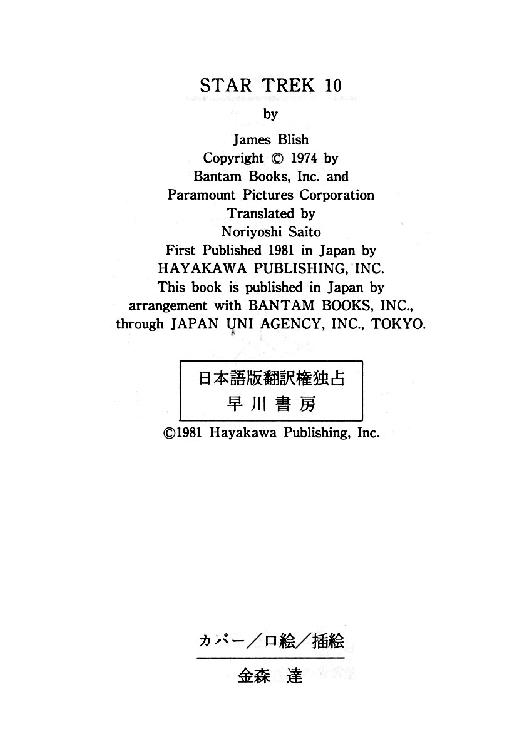 STAR TREK 10
by
James Blish
Copyright © 1974 by
Bantam Books, Inc. and
Paramount Pictures Corporation
Translated by
Noriyoshi Saito
First Published 1981 in Japan by
HAYAKAWA PUBLISHING, INC.
This book is published in Japan by
arrangement with BANTAM BOOKS, INC.,
through JAPAN UNI AGENCY, INC., TOKYO.
日本語版翻訳権独占
早川書房
©1981 Hayakawa Publishing, Inc.
カバー/口絵/挿絵
金森 達